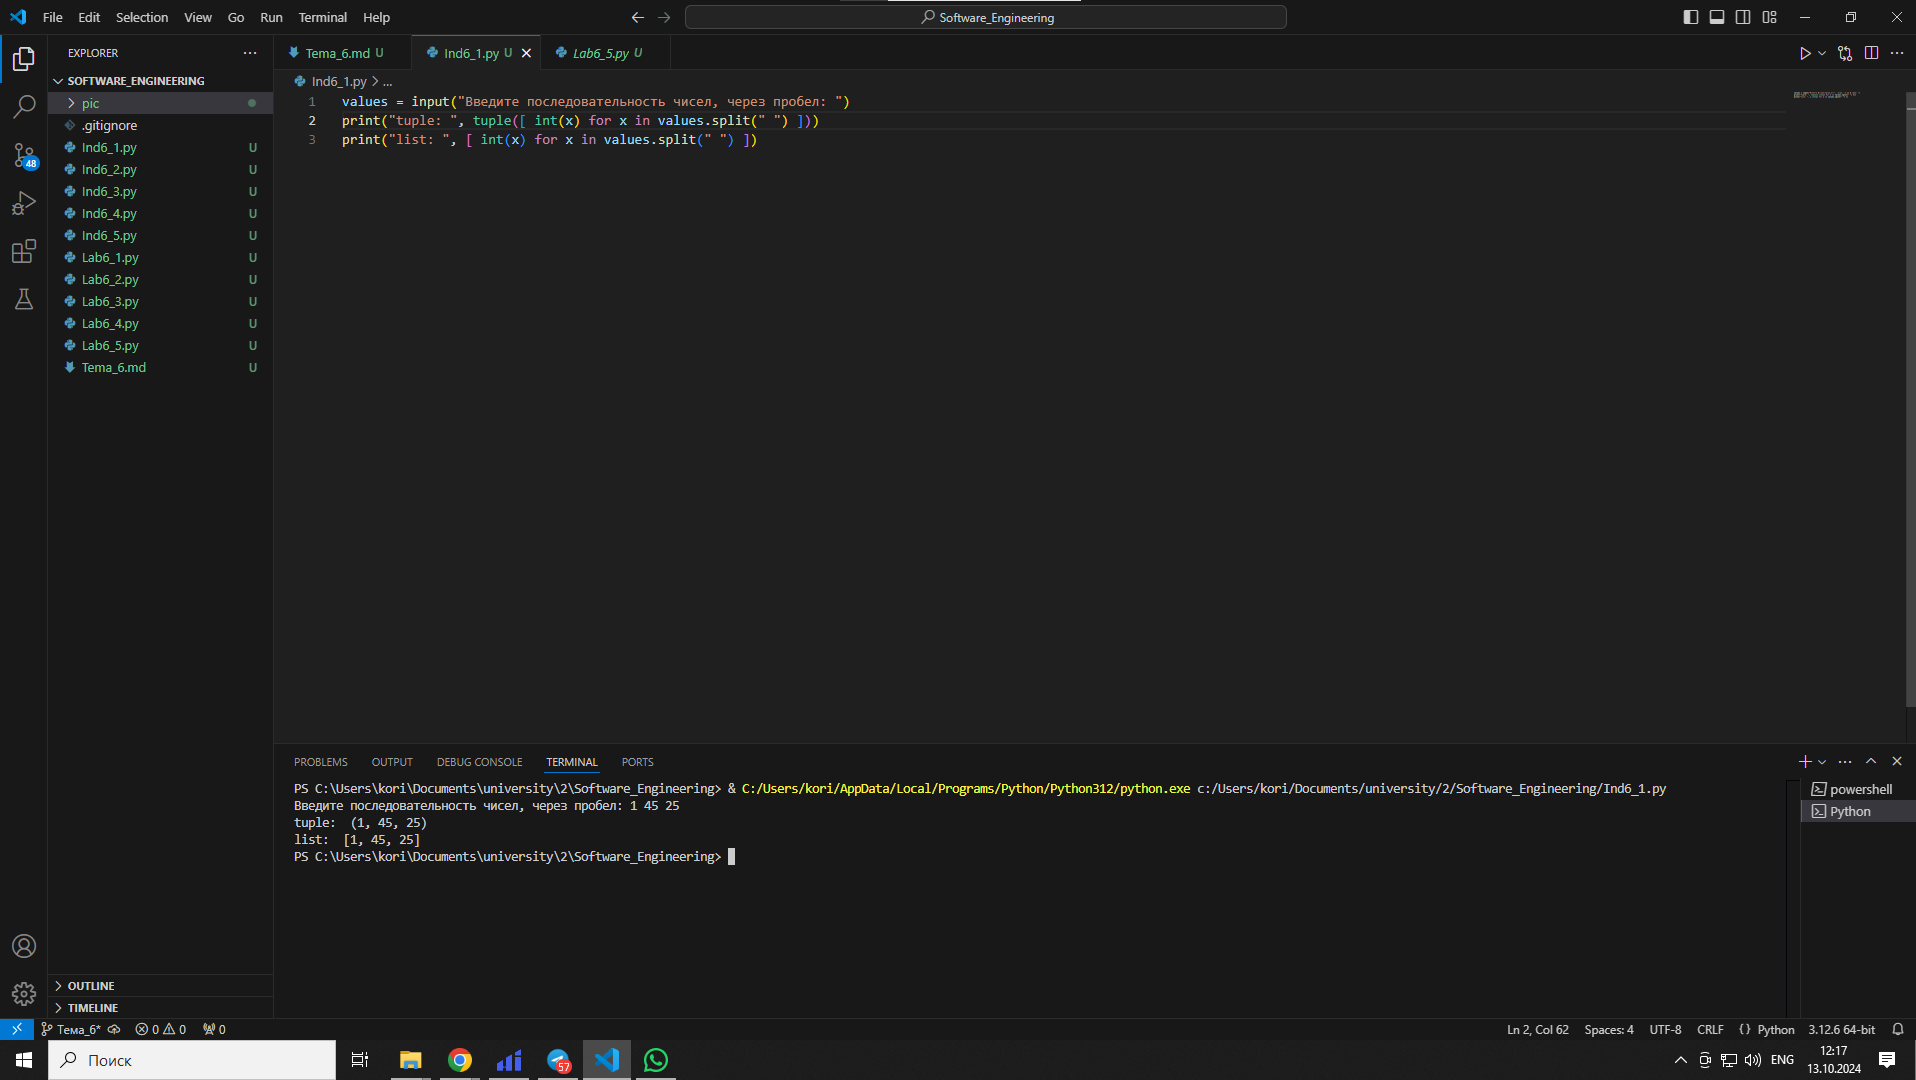 File Edit Selection View Go Run Terminal Help
Software_Engineering
EXPLORER
SOFTWARE_ENGINEERING
pic
.gitignore
Ind6_1.py U
Ind6_2.py U
Ind6_3.py U
Ind6_4.py U
Ind6_5.py U
Lab6_1.py U
Lab6_2.py U
Lab6_3.py U
Lab6_4.py U
Lab6_5.py U
Tema_6.md U
OUTLINE
TIMELINE
48
Tema_6.md U Ind6_1.py U Lab6_5.py U
Ind6_1.py > ...
1 values = input("Введите последовательность чисел, через пробел: ")
2 print("tuple: ", tuple([ int(x) for x in values.split(" ") ]))
3 print("list: ", [ int(x) for x in values.split(" ") ])
PROBLEMS OUTPUT DEBUG CONSOLE TERMINAL PORTS
PS C:\Users\kori\Documents\university\2\Software_Engineering> & C:/Users/kori/AppData/Local/Programs/Python/Python312/python.exe c:/Users/kori/Documents/university/2/Software_Engineering/Ind6_1.py
Введите последовательность чисел, через пробел: 1 45 25
tuple:  (1, 45, 25)
list:  [1, 45, 25]
PS C:\Users\kori\Documents\university\2\Software_Engineering>
powershell
Python
Тема_6* 0 0 0 Ln 2, Col 62 Spaces: 4 UTF-8 CRLF Python 3.12.6 64-bit
Поиск
57
ENG
12:17
13.10.2024